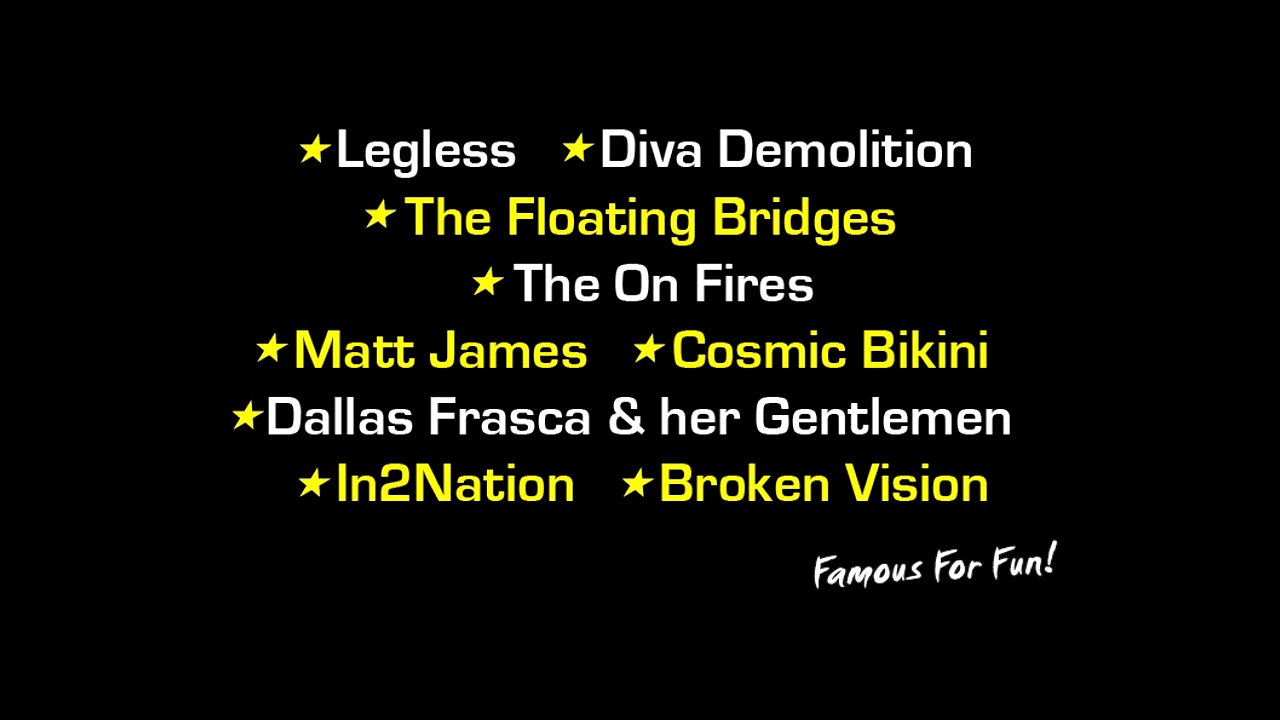 ★Legless ★Diva Demolition
★The Floating Bridges
★The On Fires
★Matt James ★Cosmic Bikini
★Dallas Frasca & her Gentlemen
★In2Nation ★Broken Vision
Famous For Fun!